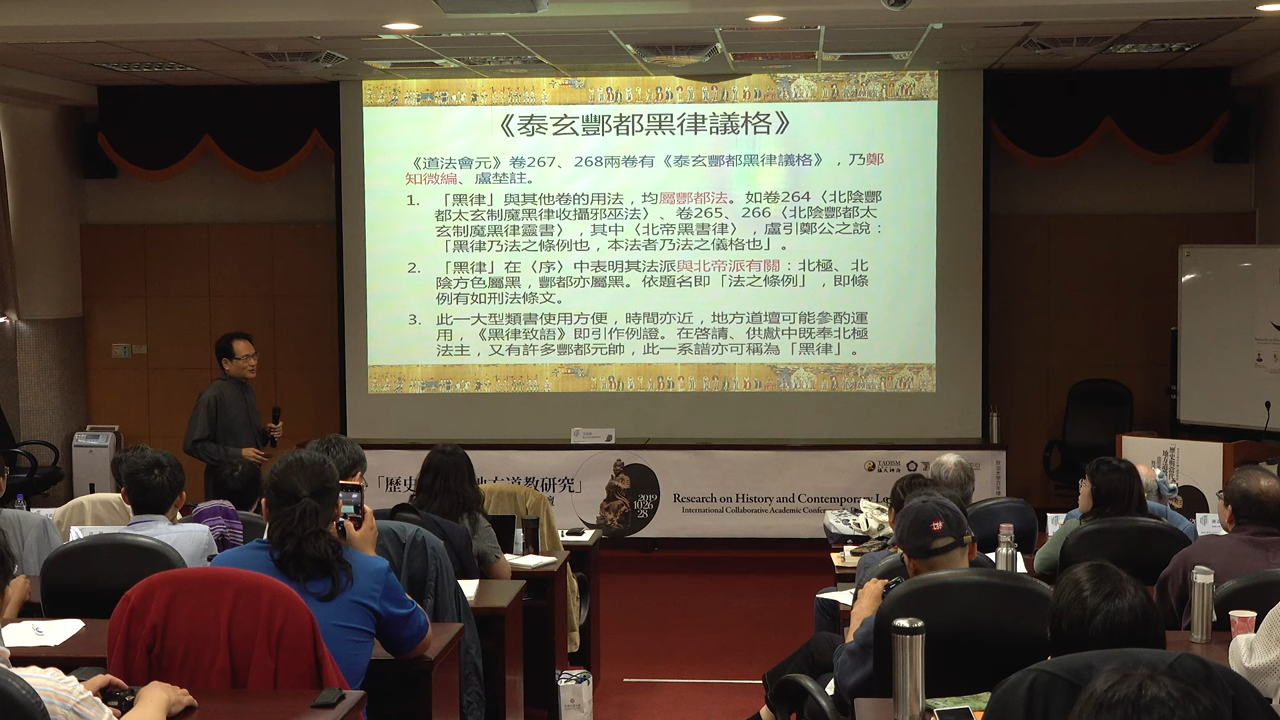 《泰玄酆都黑律議格》
《道法會元》卷267、268兩卷有《泰玄酆都黑律議格》，乃鄭
知微編、盧埜註。
1. 「黑律」與其他卷的用法，均屬酆都法。如卷264〈北陰酆
都太玄制魔黑律收攝邪巫法〉、卷265、266〈北陰酆都太
玄制魔黑律靈書〉，其中〈北帝黑書律〉，盧引鄭公之說：
「黑律乃法之條例也，本法者乃法之儀格也」。
2. 「黑律」在〈序〉中表明其法派與北帝派有關：北極、北
陰方色屬黑，酆都亦屬黑。依題名即「法之條例」，即條
例有如刑法條文。
3. 此一大型類書使用方便，時間亦近，地方道壇可能參酌運
用，《黑律致語》即引作例證。在啓請、供獻中既奉北極
法主，又有許多酆都元帥，此一系譜亦可稱為「黑律」。
「歷史
地方道教研究」
2019
1026
28
TAOISM
Research on History and Contemporary
International Collaborative Academic